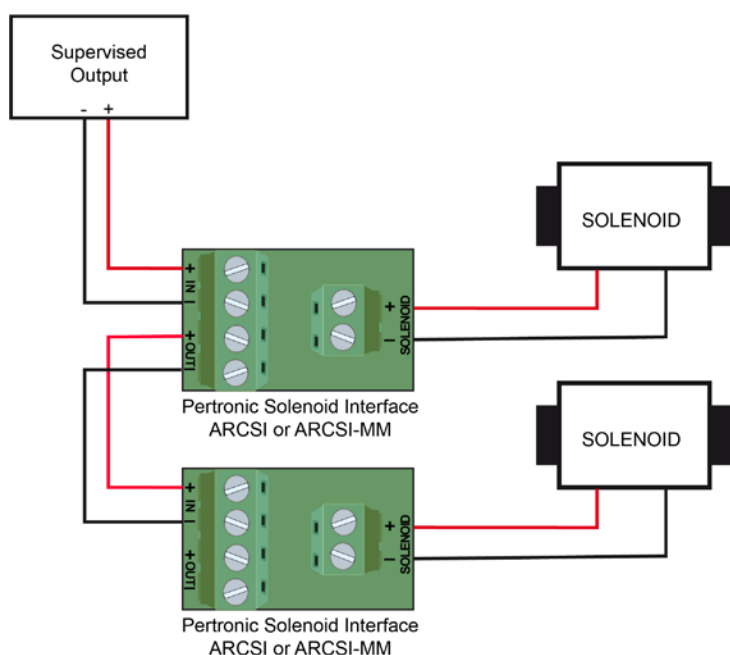 Supervised
Output
- +
SOLENOID
+
IN
−
+OUT−
+
−
SOLENOID
Pertronic Solenoid Interface
ARCSI or ARCSI-MM
SOLENOID
+
IN
−
+OUT−
+
−
SOLENOID
Pertronic Solenoid Interface
ARCSI or ARCSI-MM